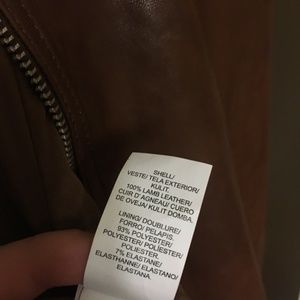 SHELL/
VESTE/ TELA EXTERIOR/
KULIT.
100% LAMB LEATHER/
CUIR D' AGNEAU/ CUERO
DE OVEJA/ KULIT DOMBA.
LINING/ DOUBLURE/
FORRO/ PELAPIS.
93% POLYESTER/
POLYESTER/ POLIESTER/
POLIESTER.
7% ELASTANE/
ELASTHANNE/ ELASTANO/
ELASTANA.